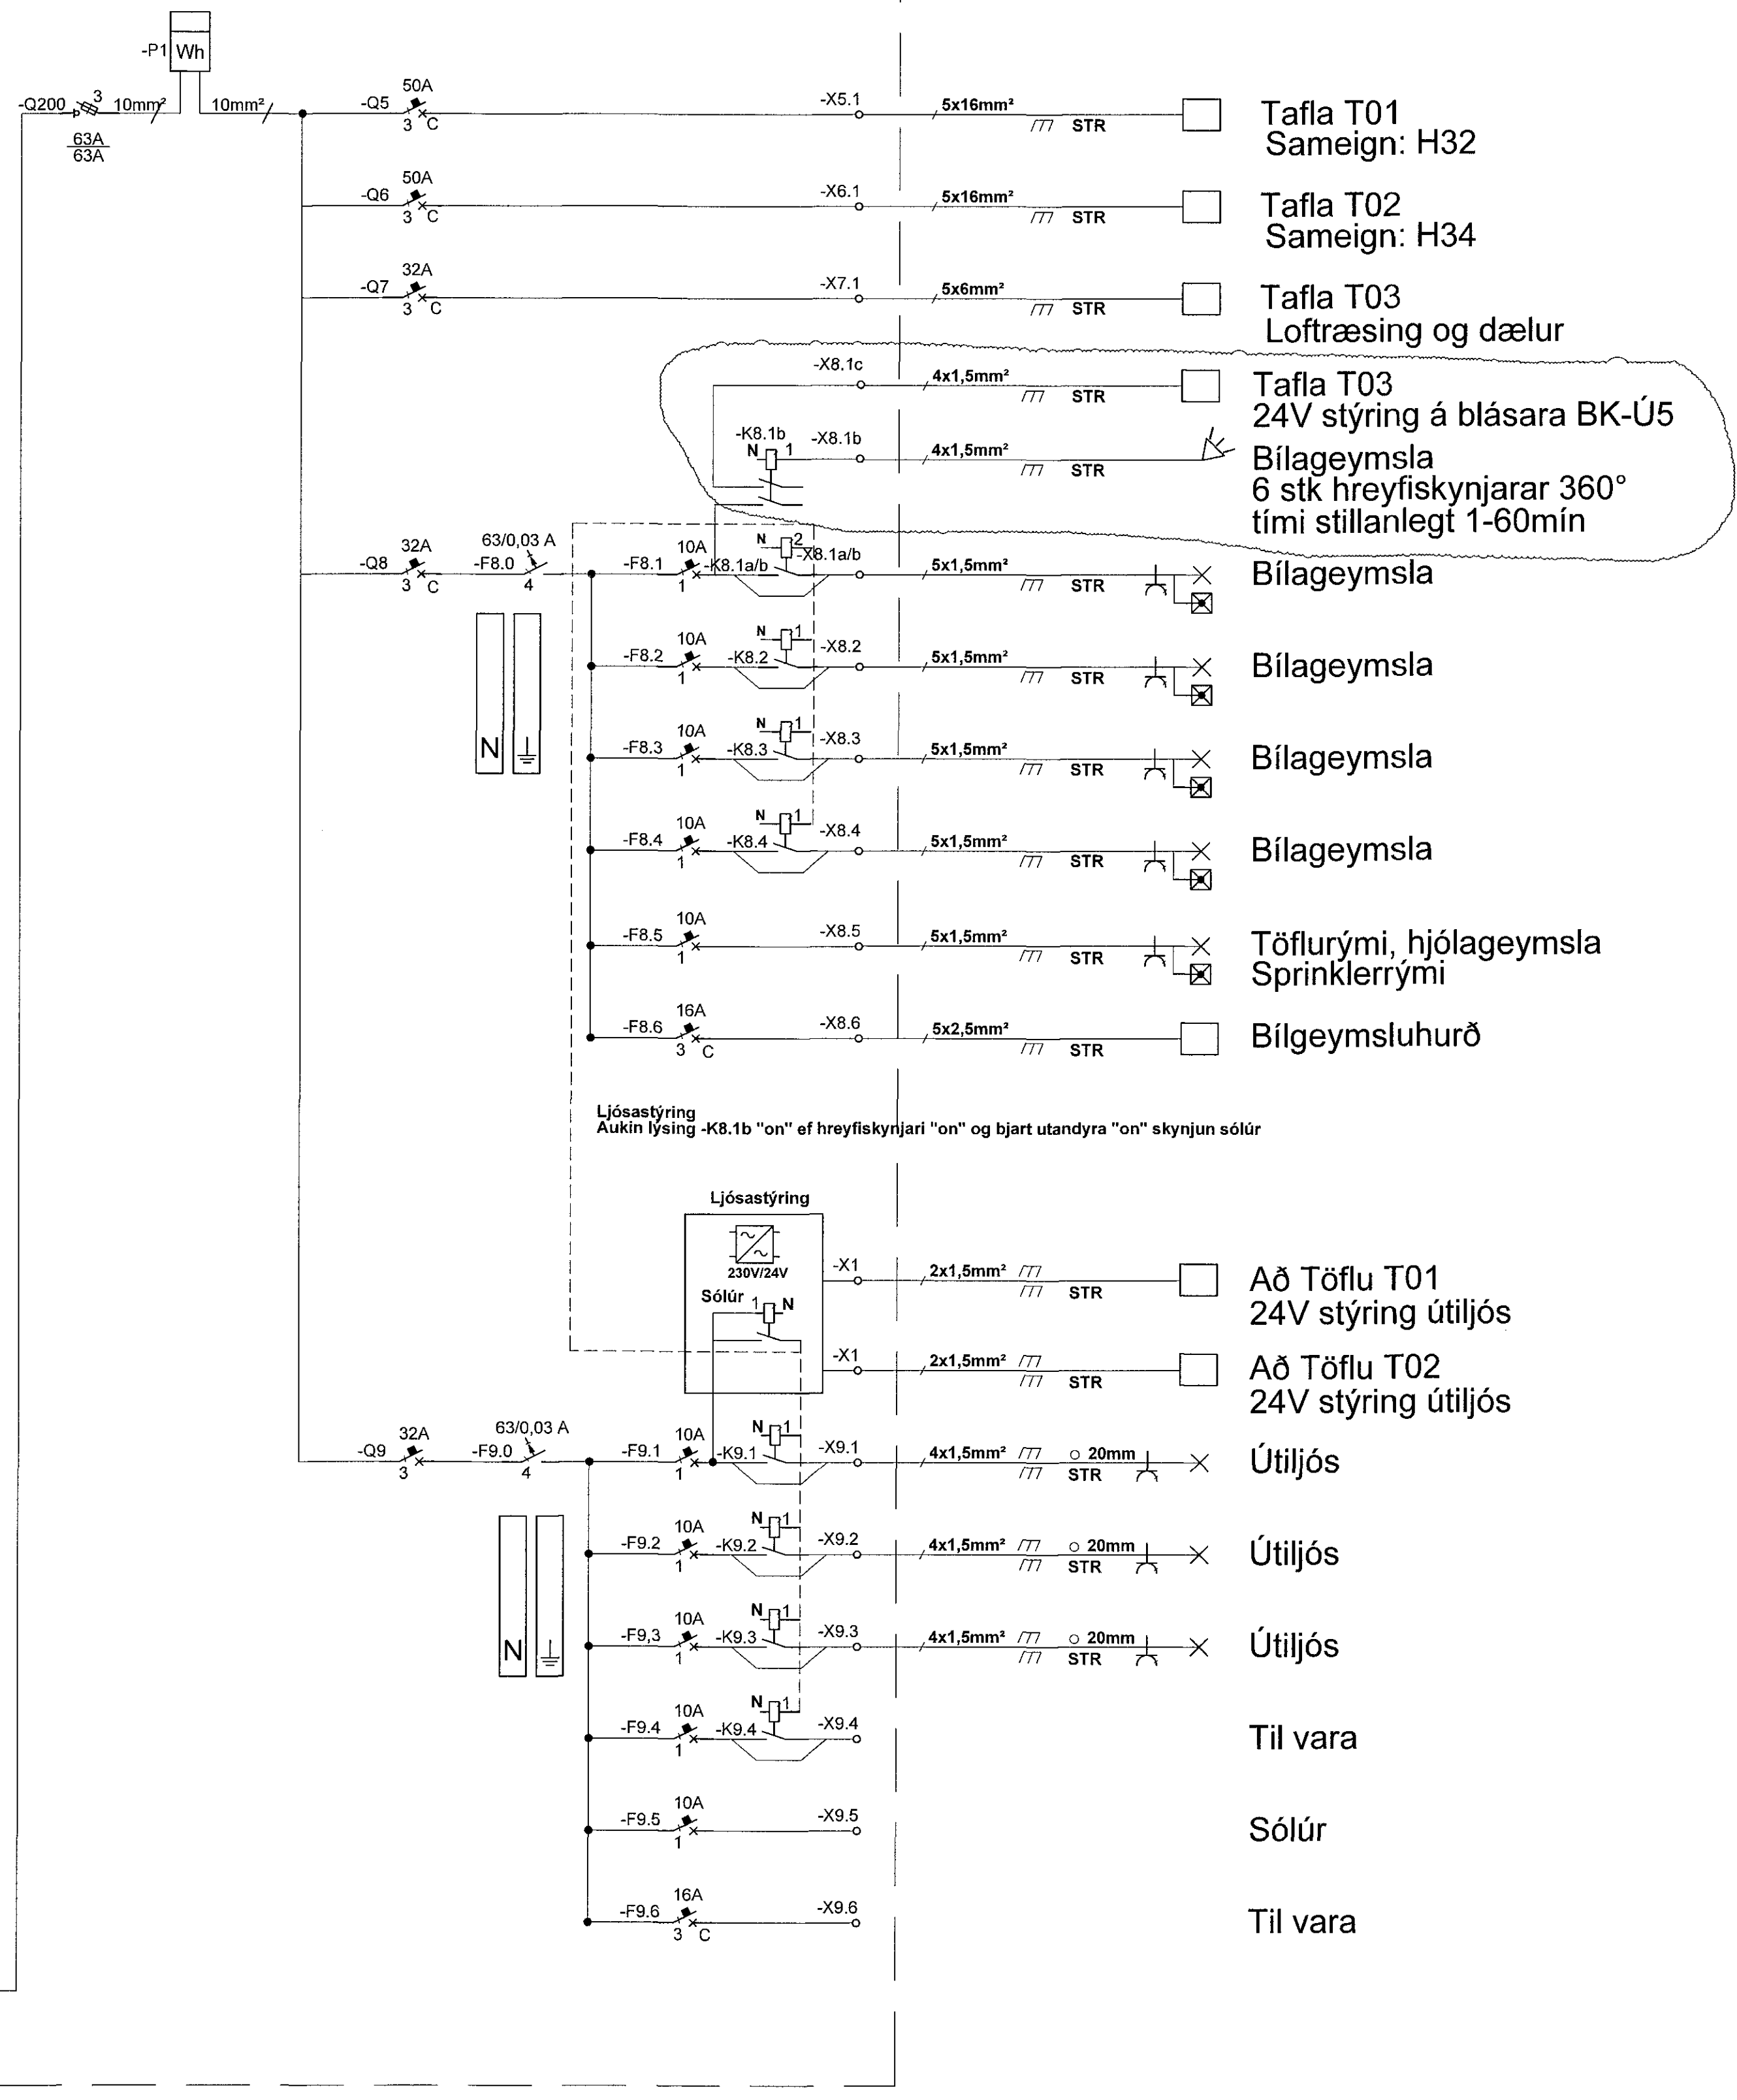 -P1 Wh
-Q200 3 10mm² 10mm²
63A
63A
50A
-Q5 3 C -X5.1 5x16mm² STR
Tafla T01
Sameign: H32
50A
-Q6 3 C -X6.1 5x16mm² STR
Tafla T02
Sameign: H34
32A
-Q7 3 C -X7.1 5x6mm² STR
Tafla T03
Loftræsing og dælur
-X8.1c 4x1,5mm² STR
Tafla T03
24V stýring á blásara BK-Ú5
-K8.1b N 1 -X8.1b 4x1,5mm² STR
Bílageymsla
6 stk hreyfiskynjarar 360°
tími stillanlegt 1-60mín
32A 63/0,03 A
-Q8 3 C -F8.0 4
N
10A N 2
-F8.1 1 -K8.1a/b -X8.1a/b 5x1,5mm² STR Bílageymsla
10A N 1
-F8.2 1 -K8.2 -X8.2 5x1,5mm² STR Bílageymsla
10A N 1
-F8.3 1 -K8.3 -X8.3 5x1,5mm² STR Bílageymsla
10A N 1
-F8.4 1 -K8.4 -X8.4 5x1,5mm² STR Bílageymsla
10A
-F8.5 1 -X8.5 5x1,5mm² STR
Töflurými, hjólageymsla
Sprinklerrými
16A
-F8.6 3 C -X8.6 5x2,5mm² STR Bílgeymsluhurð
Ljósastýring
Aukin lýsing -K8.1b "on" ef hreyfiskynjari "on" og bjart utandyra "on" skynjun sólúr
Ljósastýring
230V/24V
Sólúr 1 N
-X1 2x1,5mm² STR
Að Töflu T01
24V stýring útiljós
-X1 2x1,5mm² STR
Að Töflu T02
24V stýring útiljós
32A 63/0,03 A
-Q9 3 -F9.0 4
N
10A N 1
-F9.1 1 -K9.1 -X9.1 4x1,5mm² 20mm STR Útiljós
10A N 1
-F9.2 1 -K9.2 -X9.2 4x1,5mm² 20mm STR Útiljós
10A N 1
-F9,3 1 -K9.3 -X9.3 4x1,5mm² 20mm STR Útiljós
10A N 1
-F9.4 1 -K9.4 -X9.4 Til vara
10A
-F9.5 1 -X9.5 Sólúr
16A
-F9.6 3 C -X9.6 Til vara